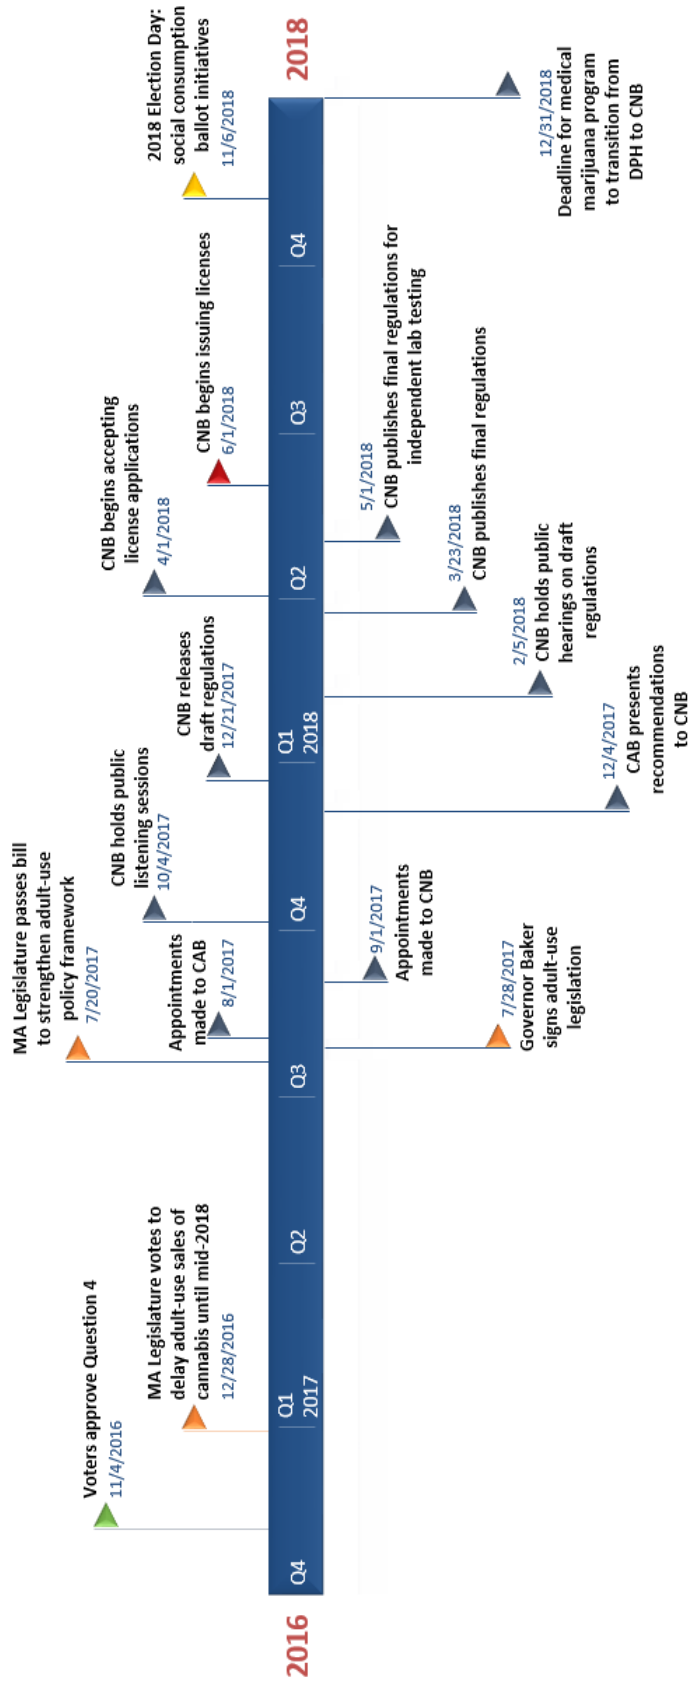 2016
Q4
Q1
2017
Q2
Q3
Q4
Q1
2018
Q2
Q3
Q4
2018
Voters approve Question 4
11/4/2016
MA Legislature votes to
delay adult-use sales of
cannabis until mid-2018
12/28/2016
MA Legislature passes bill
to strengthen adult-use
policy framework
7/20/2017
Appointments
made to CAB
8/1/2017
CNB holds public
listening sessions
10/4/2017
CNB releases
draft regulations
12/21/2017
CNB begins accepting
license applications
4/1/2018
CNB begins issuing licenses
6/1/2018
2018 Election Day:
social consumption
ballot initiatives
11/6/2018
7/28/2017
Governor Baker
signs adult-use
legislation
9/1/2017
Appointments
made to CNB
12/4/2017
CAB presents
recommendations
to CNB
2/5/2018
CNB holds public
hearings on draft
regulations
3/23/2018
CNB publishes final regulations
5/1/2018
CNB publishes final regulations for
independent lab testing
12/31/2018
Deadline for medical
marijuana program
to transition from
DPH to CNB